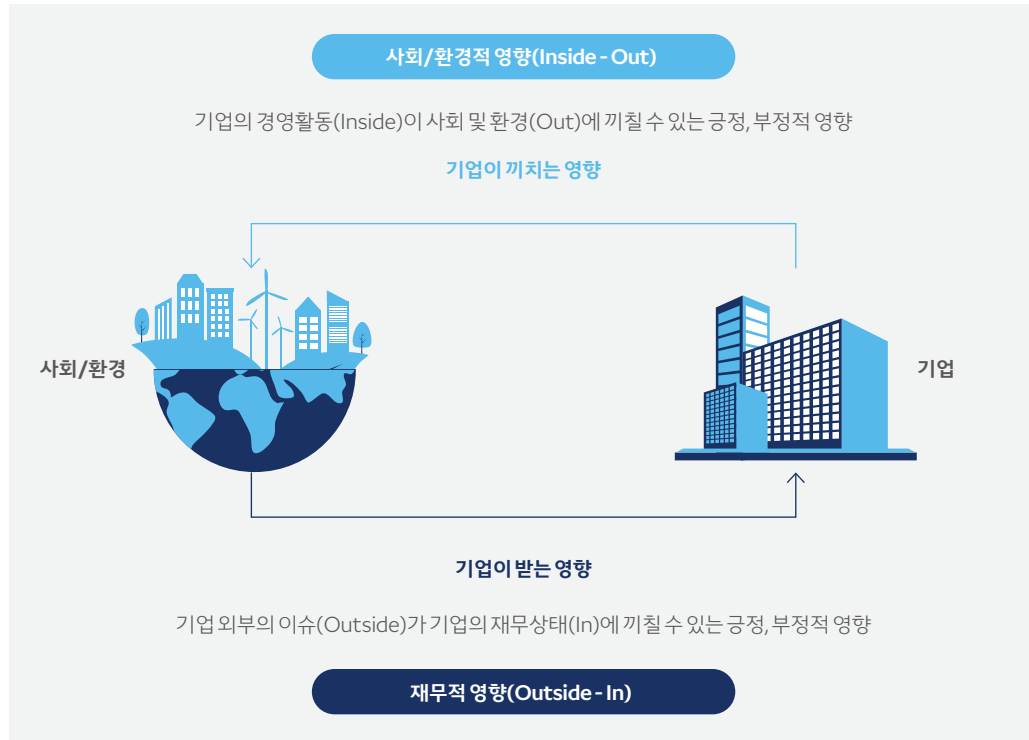 사회/환경적 영향(Inside - Out)
기업의 경영활동(Inside)이 사회 및 환경(Out)에 끼칠 수 있는 긍정, 부정적 영향
기업이 끼치는 영향
사회/환경
기업
기업이 받는 영향
기업 외부의 이슈(Outside)가 기업의 재무상태(In)에 끼칠 수 있는 긍정, 부정적 영향
재무적 영향(Outside - In)